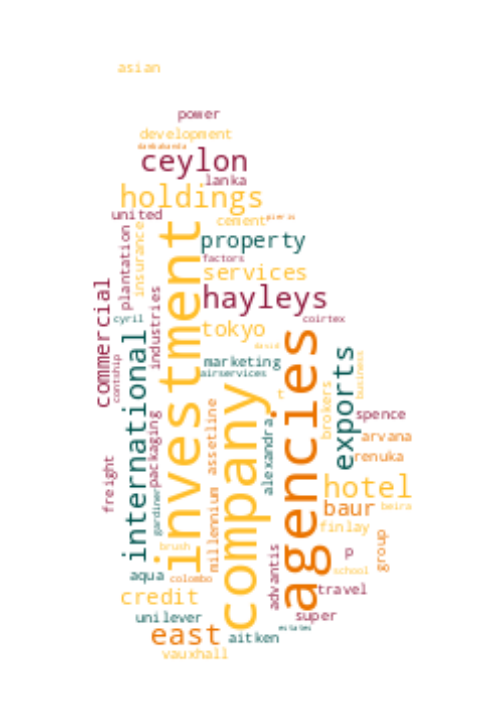 asian
power
development
dambakanda
ceylon
lanka
holdings
united
cement
pieris
plantation
insurance
investment
property
factors
services
commercial
hayleys
industries
cyril
coirtex
tokyo
international
david
marketing
airservices
contship
company
agencies
exports
business
t
brokers
assetline
packaging
alexandra
spence
arvana
renuka
freight
gardiner
millennium
hotel
baur
beira
finlay
brush
group
p
advantis
school
aqua
colombo
travel
credit
super
unilever
estates
east
aitken
vauxhall